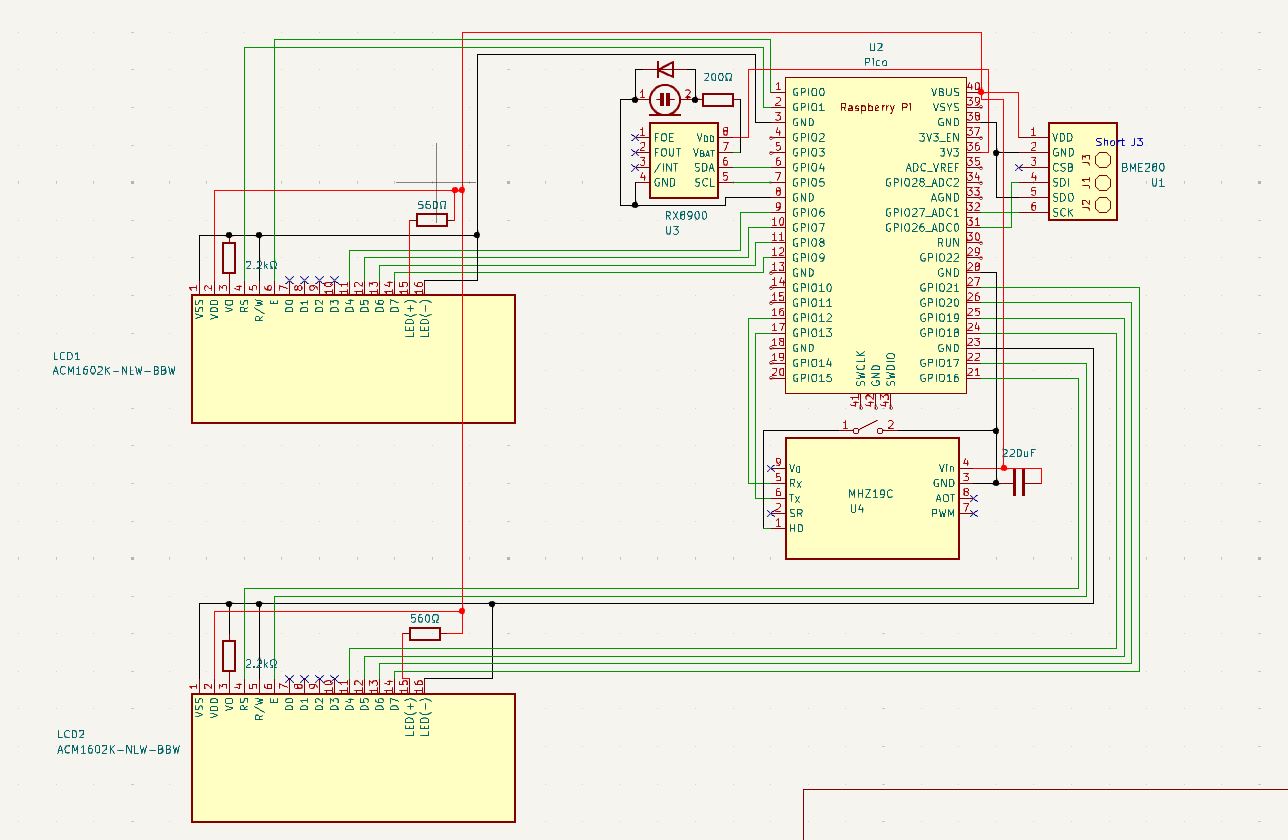 U2
Pico
Raspberry Pi
1
2
3
4
5
6
7
8
9
10
11
12
13
14
15
16
17
18
19
20
GPIO0
GPIO1
GND
GPIO2
GPIO3
GPIO4
GPIO5
GND
GPIO6
GPIO7
GPIO8
GPIO9
GND
GPIO10
GPIO11
GPIO12
GPIO13
GND
GPIO14
GPIO15
VBUS
VSYS
GND
3V3_EN
3V3
ADC_VREF
GPIO28_ADC2
AGND
GPIO27_ADC1
GPIO26_ADC0
RUN
GPIO22
GND
GPIO21
GPIO20
GPIO19
GPIO18
GND
GPIO17
GPIO16
40
39
38
37
36
35
34
33
32
31
30
29
28
27
26
25
24
23
22
21
SWCLK
GND
SWDIO
41
42
43
200Ω
1
2
1
2
3
4
FOE
FOUT
/INT
GND
VDD
VBAT
SDA
SCL
8
7
6
5
RX8900
U3
1
2
3
4
5
6
VDD
GND
CSB
SDI
SDO
SCK
Short J3
J3
J1
J2
BME280
U1
560Ω
2.2kΩ
1
2
3
4
5
6
7
8
9
10
11
12
13
14
15
16
VSS
VDD
VO
RS
R/W
E
D0
D1
D2
D3
D4
D5
D6
D7
LED(+)
LED(-)
LCD1
ACM1602K-NLW-BBW
1
2
9
5
6
2
1
Vo
Rx
Tx
SR
HD
MHZ19C
U4
Vin
GND
AOT
PWM
4
3
8
7
220uF
560Ω
2.2kΩ
1
2
3
4
5
6
7
8
9
10
11
12
13
14
15
16
VSS
VDD
VO
RS
R/W
E
D0
D1
D2
D3
D4
D5
D6
D7
LED(+)
LED(-)
LCD2
ACM1602K-NLW-BBW